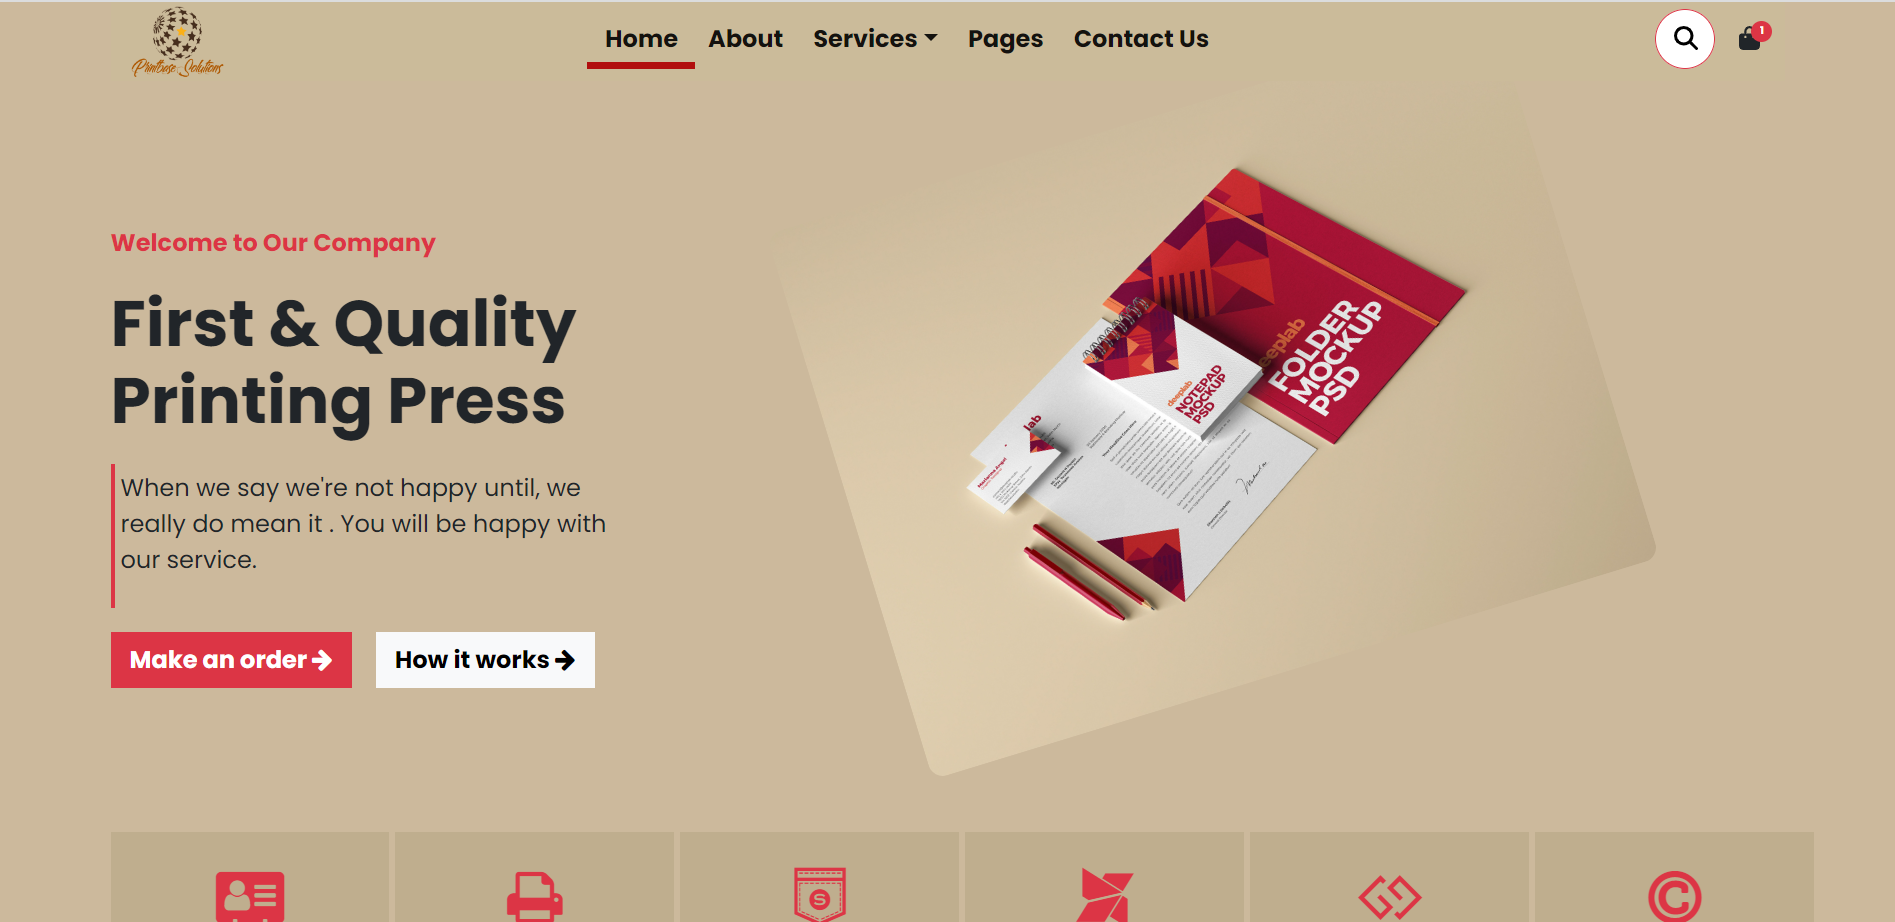 Printbase Solutions
Home About Services Pages Contact Us
1
Welcome to Our Company
First & Quality
Printing Press
When we say we're not happy until, we
really do mean it . You will be happy with
our service.
Make an order
How it works
deeplab
FOLDER
MOCKUP
PSD
deeplab
NOTEPAD
MOCKUP
PSD
lab
S